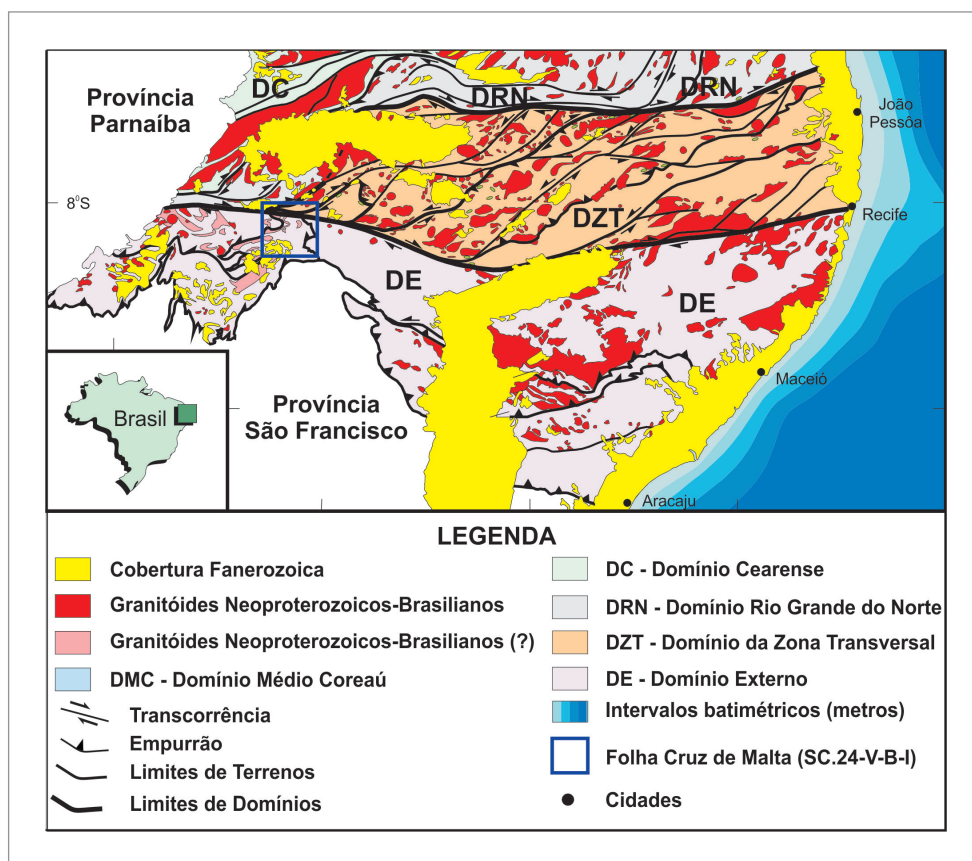 DC
DRN
DRN
Província
Parnaíba
João
Pessôa
8°S
Recife
DZT
DE
DE
Maceió
Província
São Francisco
Brasil
Aracaju
LEGENDA
Cobertura Fanerozoica
Granitóides Neoproterozoicos-Brasilianos
Granitóides Neoproterozoicos-Brasilianos (?)
DMC - Domínio Médio Coreaú
Transcorrência
Empurrão
Limites de Terrenos
Limites de Domínios
DC - Domínio Cearense
DRN - Domínio Rio Grande do Norte
DZT - Domínio da Zona Transversal
DE - Domínio Externo
Intervalos batimétricos (metros)
Folha Cruz de Malta (SC.24-V-B-I)
Cidades